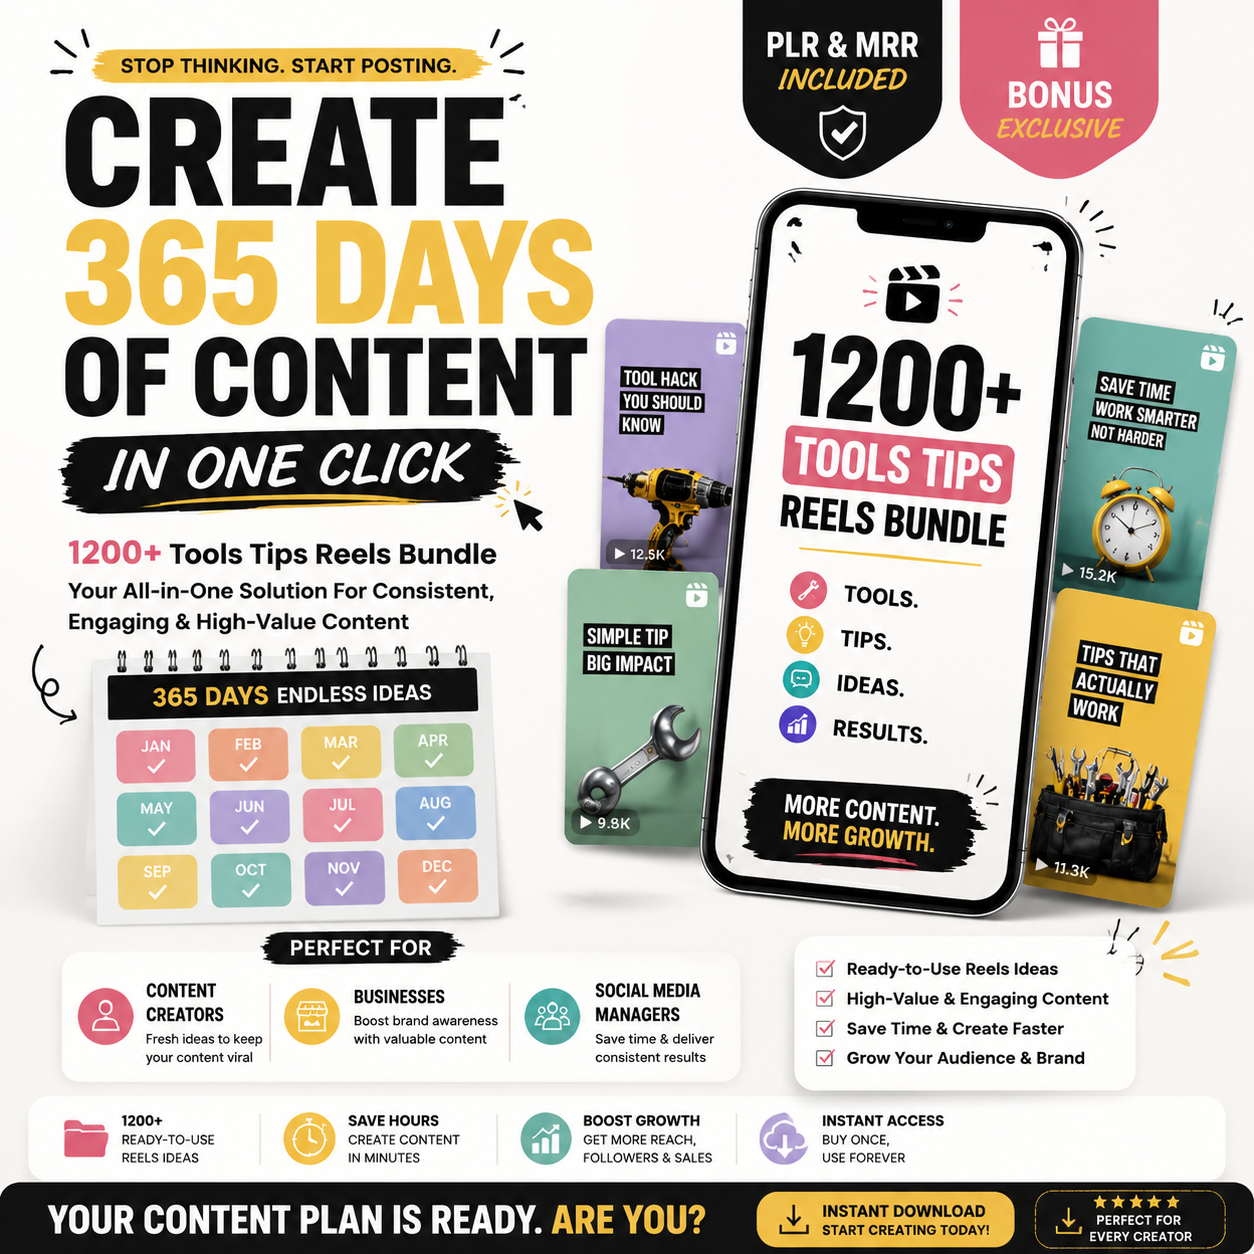 STOP THINKING. START POSTING.
CREATE
365 DAYS
OF CONTENT
IN ONE CLICK
1200+ Tools Tips Reels Bundle
Your All-in-One Solution For Consistent,
Engaging & High-Value Content
PLR & MRR
INCLUDED
BONUS
EXCLUSIVE
365 DAYS ENDLESS IDEAS
JAN
FEB
MAR
APR
MAY
JUN
JUL
AUG
SEP
OCT
NOV
DEC
TOOL HACK
YOU SHOULD
KNOW
12.5K
SIMPLE TIP
BIG IMPACT
9.8K
1200+
TOOLS TIPS
REELS BUNDLE
TOOLS.
TIPS.
IDEAS.
RESULTS.
MORE CONTENT.
MORE GROWTH.
SAVE TIME
WORK SMARTER
NOT HARDER
15.2K
TIPS THAT
ACTUALLY
WORK
11.3K
PERFECT FOR
CONTENT
CREATORS
Fresh ideas to keep
your content viral
BUSINESSES
Boost brand awareness
with valuable content
SOCIAL MEDIA
MANAGERS
Save time & deliver
consistent results
Ready-to-Use Reels Ideas
High-Value & Engaging Content
Save Time & Create Faster
Grow Your Audience & Brand
1200+
READY-TO-USE
REELS IDEAS
SAVE HOURS
CREATE CONTENT
IN MINUTES
BOOST GROWTH
GET MORE REACH,
FOLLOWERS & SALES
INSTANT ACCESS
BUY ONCE,
USE FOREVER
YOUR CONTENT PLAN IS READY. ARE YOU?
INSTANT DOWNLOAD
START CREATING TODAY!
PERFECT FOR
EVERY CREATOR